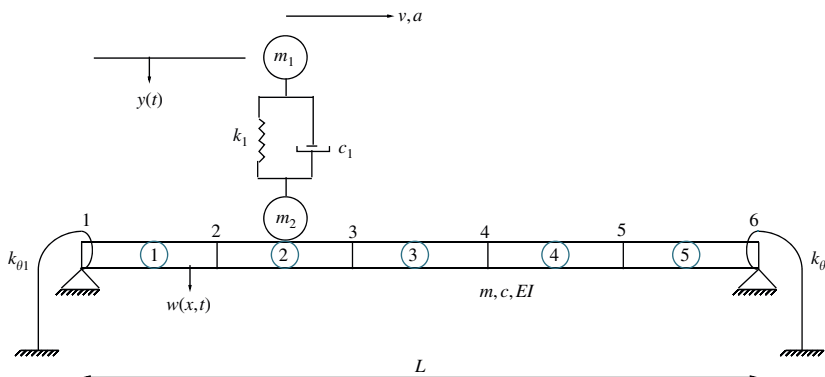 v, a
m₁
y(t)
k₁
c₁
m₂
1 2 3 4 5 6
kθ1 1 2 3 4 5 kθ
w(x,t)
m, c, EI
L